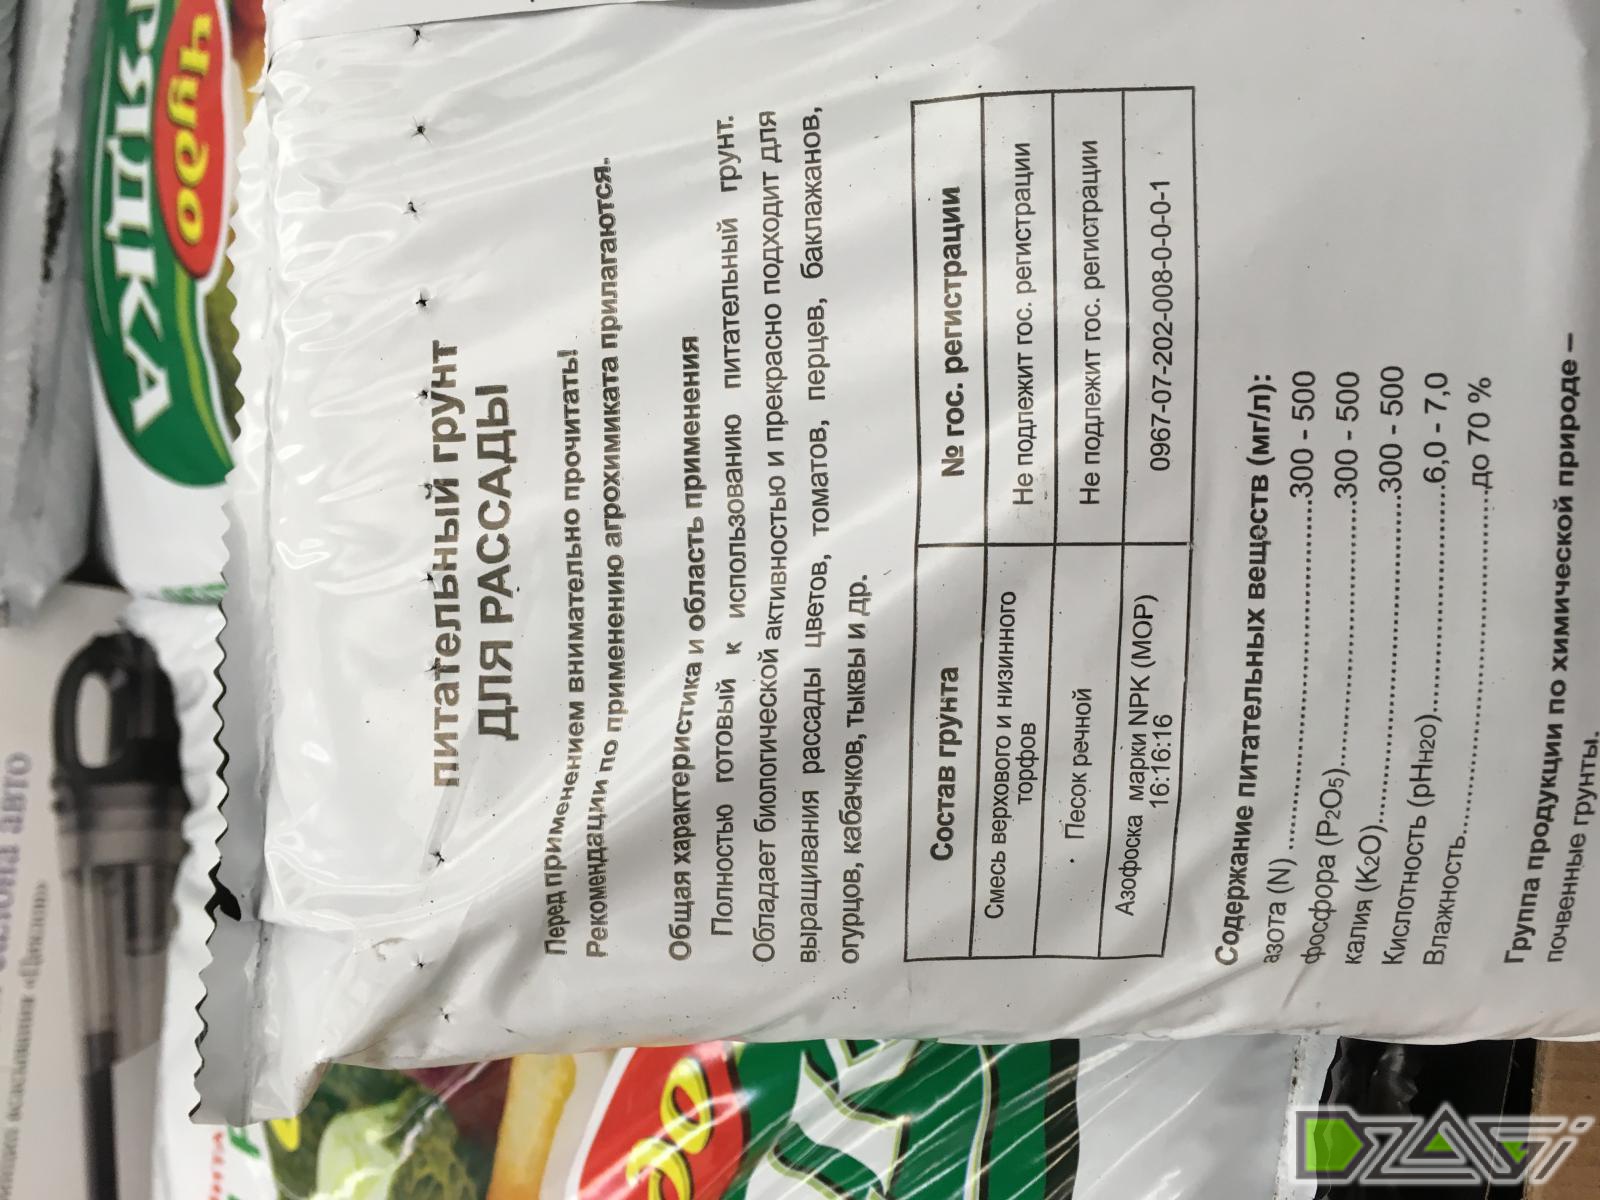 ПИТАТЕЛЬНЫЙ ГРУНТ
ДЛЯ РАССАДЫ
Перед применением внимательно прочитать!
Рекомендации по применению агрохимиката прилагаются.
Общая характеристика и область применения
Полностью готовый к использованию питательный грунт.
Обладает биологической активностью и прекрасно подходит для
выращивания рассады цветов, томатов, перцев, баклажанов,
огурцов, кабачков, тыквы и др.
Состав грунта № гос. регистрации
Смесь верхового и низинного Не подлежит гос. регистрации
торфов
Песок речной Не подлежит гос. регистрации
Азофоска марки NPK (МОР) 0967-07-202-008-0-0-0-1
16:16:16
Содержание питательных веществ (мг/л):
азота (N) ...300 - 500
фосфора (P2O5)...300 - 500
калия (K2O)...300 - 500
Кислотность (pHH2O)...6,0 - 7,0
Влажность...до 70 %
Группа продукции по химической природе –
почвенные грунты.
Чудо
РЯДКА
авто
DzaGi